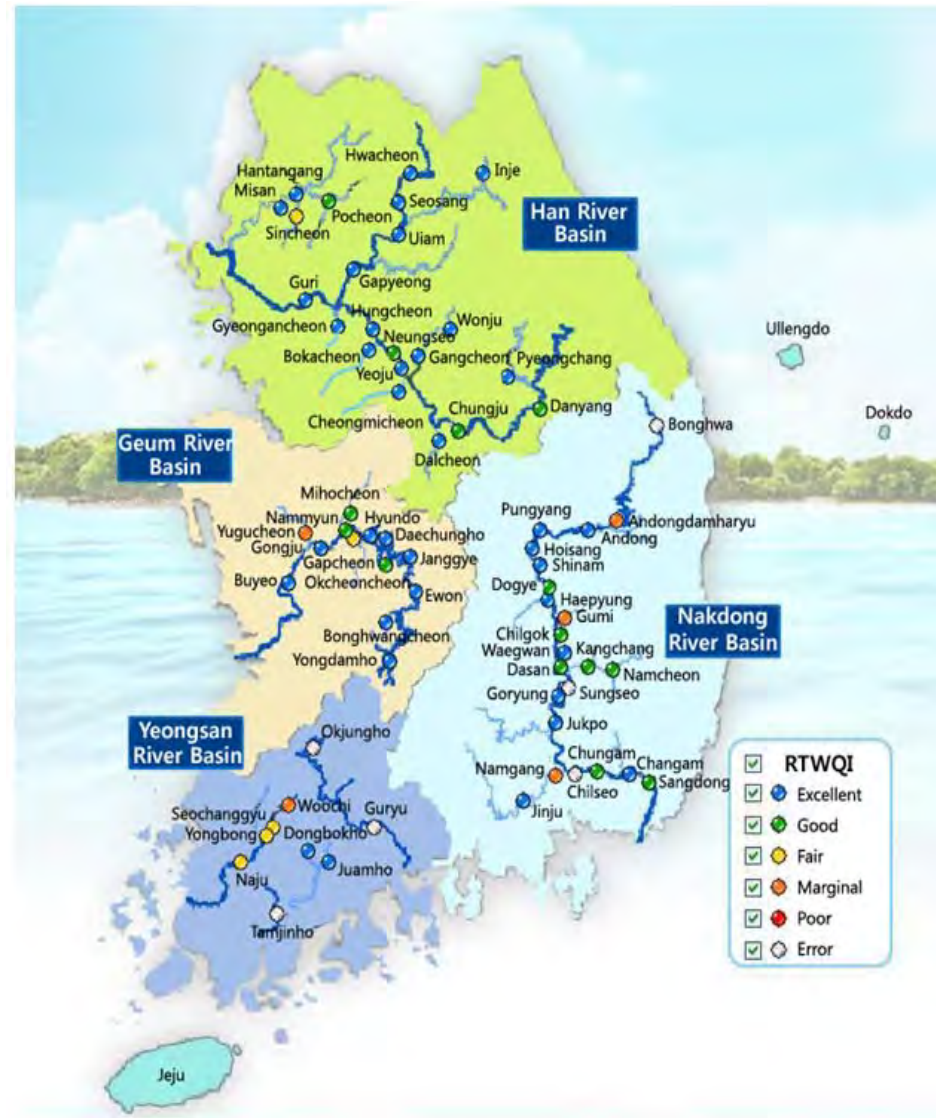 Hwacheon
Inje
Hantangang
Misan
Seosang
Pocheon
Sincheon
Han River
Basin
Uiam
Gapyeong
Guri
Hungcheon
Gyeongancheon
Wonju
Neungseo
Ullengdo
Bokacheon
Gangcheon
Pyeongchang
Yeoju
Chungju
Danyang
Dokdo
Cheongmicheon
Bonghwa
Dalcheon
Geum River
Basin
Mihocheon
Nammyun
Hyundo
Pungyang
Andongdamharyu
Yugucheon
Daechungho
Andong
Gongju
Hoisang
Gapcheon
Janggye
Shinam
Buyeo
Okcheoncheon
Dogye
Ewon
Haepyung
Gumi
Nakdong
River Basin
Bonghwangcheon
Chilgok
Waegwan
Kangchang
Yongdamho
Dasan
Namcheon
Goryung
Sungseo
Yeongsan
River Basin
Okjungho
Jukpo
Chungam
Changam
Namgang
Sangdong
Chilseo
Woochi
Seochanggyu
Guryu
Jinju
Yongbong
Dongbokho
Juamho
Naju
Tamjinho
RTWQI
Excellent
Good
Fair
Marginal
Poor
Error
Jeju